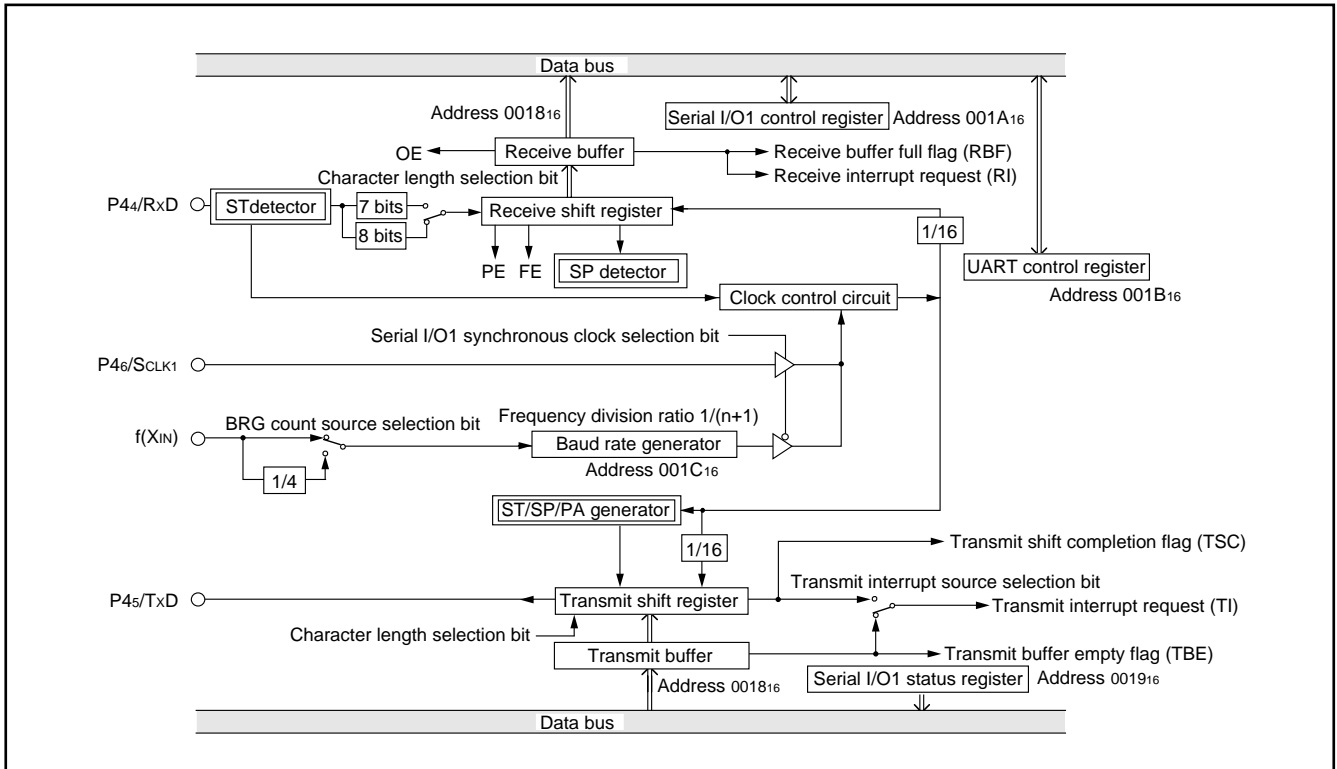 Data bus
Address 001816
Serial I/O1 control register
Address 001A16
OE
Receive buffer
Receive buffer full flag (RBF)
Receive interrupt request (RI)
Character length selection bit
P44/RXD
STdetector
7 bits
8 bits
Receive shift register
1/16
PE
FE
SP detector
UART control register
Address 001B16
Clock control circuit
Serial I/O1 synchronous clock selection bit
P46/SCLK1
BRG count source selection bit
Frequency division ratio 1/(n+1)
f(XIN)
Baud rate generator
Address 001C16
1/4
ST/SP/PA generator
1/16
Transmit shift completion flag (TSC)
Transmit interrupt source selection bit
P45/TXD
Transmit shift register
Transmit interrupt request (TI)
Character length selection bit
Transmit buffer
Transmit buffer empty flag (TBE)
Address 001816
Serial I/O1 status register
Address 001916
Data bus